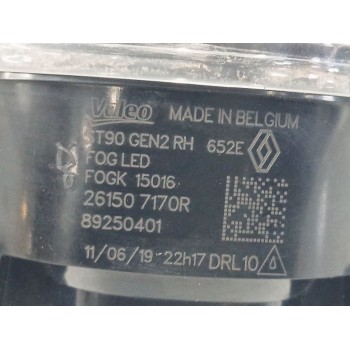 Valeo MADE IN BELGIUM
ST90 GEN2 RH 652E
FOG LED
FOGK 15016
26150 7170R
89250401
11/06/19-22h17 DRL10